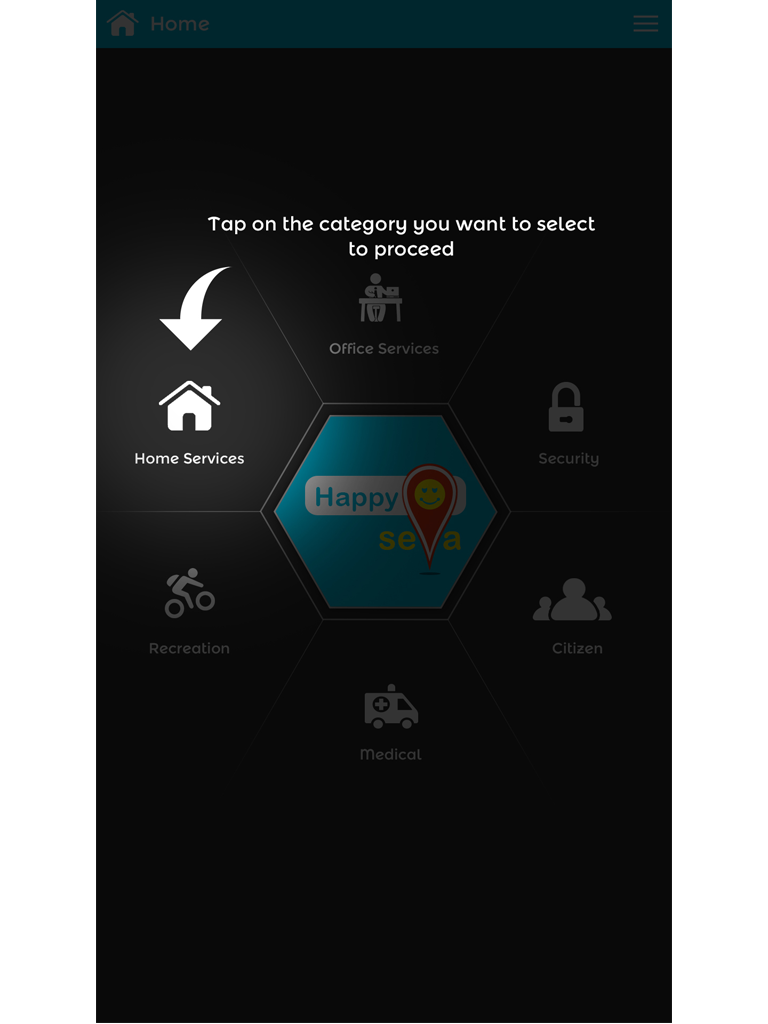 Home
Tap on the category you want to select
to proceed
Office Services
Home Services
Security
Happy
seva
Recreation
Citizen
Medical